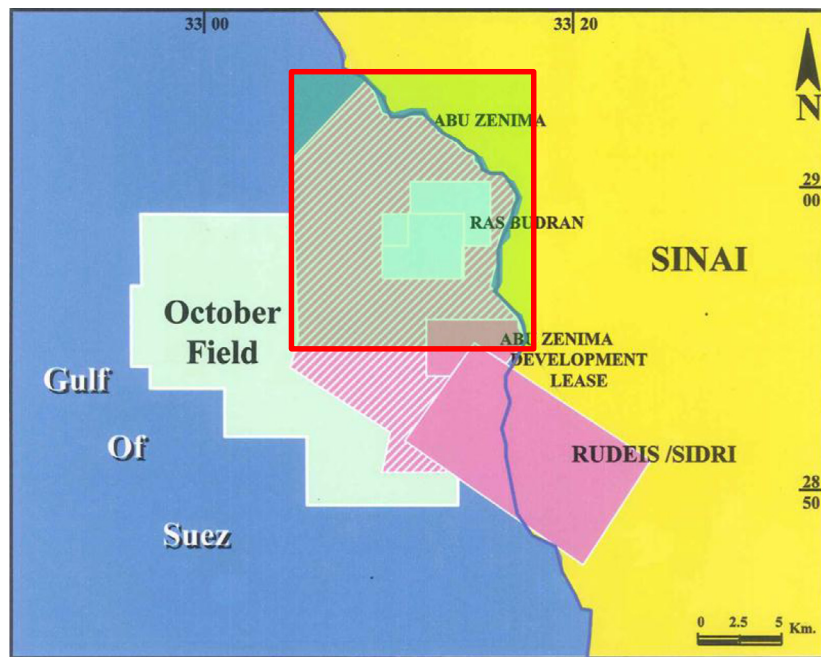 33 00
33 20
N
ABU ZENIMA
29
00
RAS BUDRAN
SINAI
October
Field
ABU ZENIMA
DEVELOPMENT
LEASE
Gulf
Of
Suez
RUDEIS /SIDRI
28
50
0 2.5 5 Km.